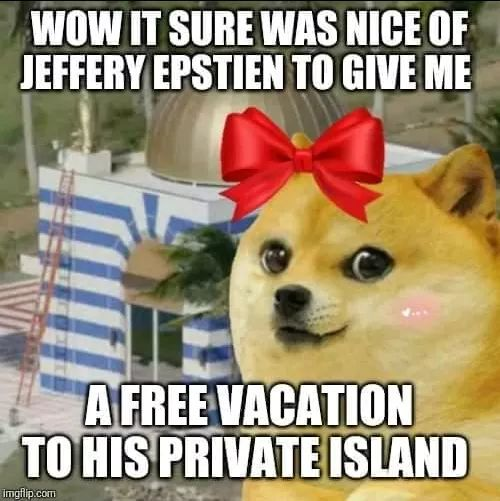 WOW IT SURE WAS NICE OF
JEFFERY EPSTIEN TO GIVE ME
A FREE VACATION
TO HIS PRIVATE ISLAND
imgflip.com